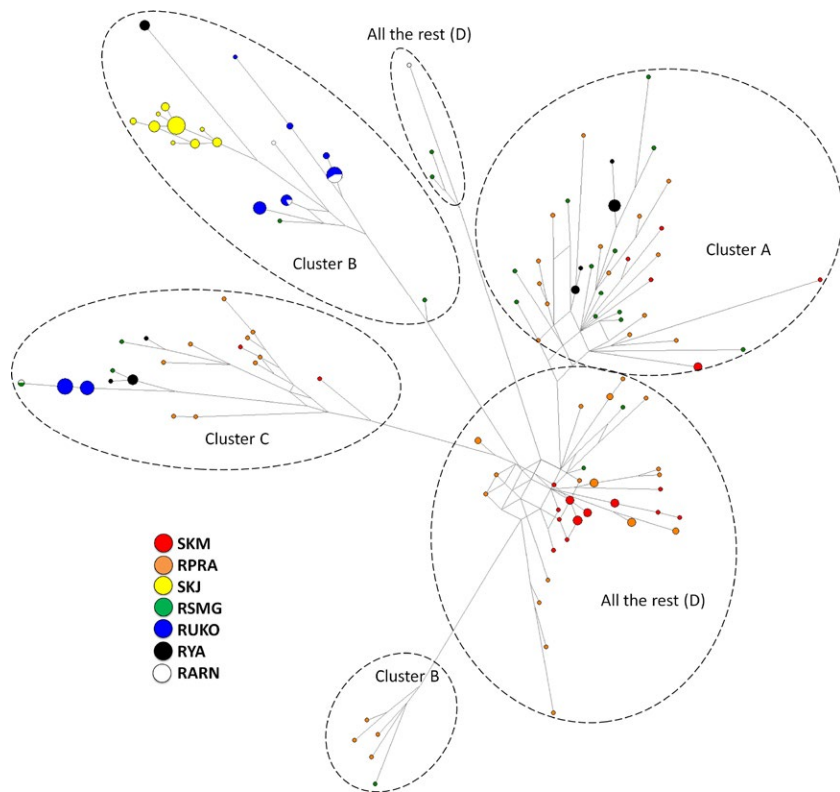 All the rest (D)
Cluster A
Cluster B
Cluster C
SKM
RPRA
SKJ
RSMG
RUKO
RYA
RARN
All the rest (D)
Cluster B